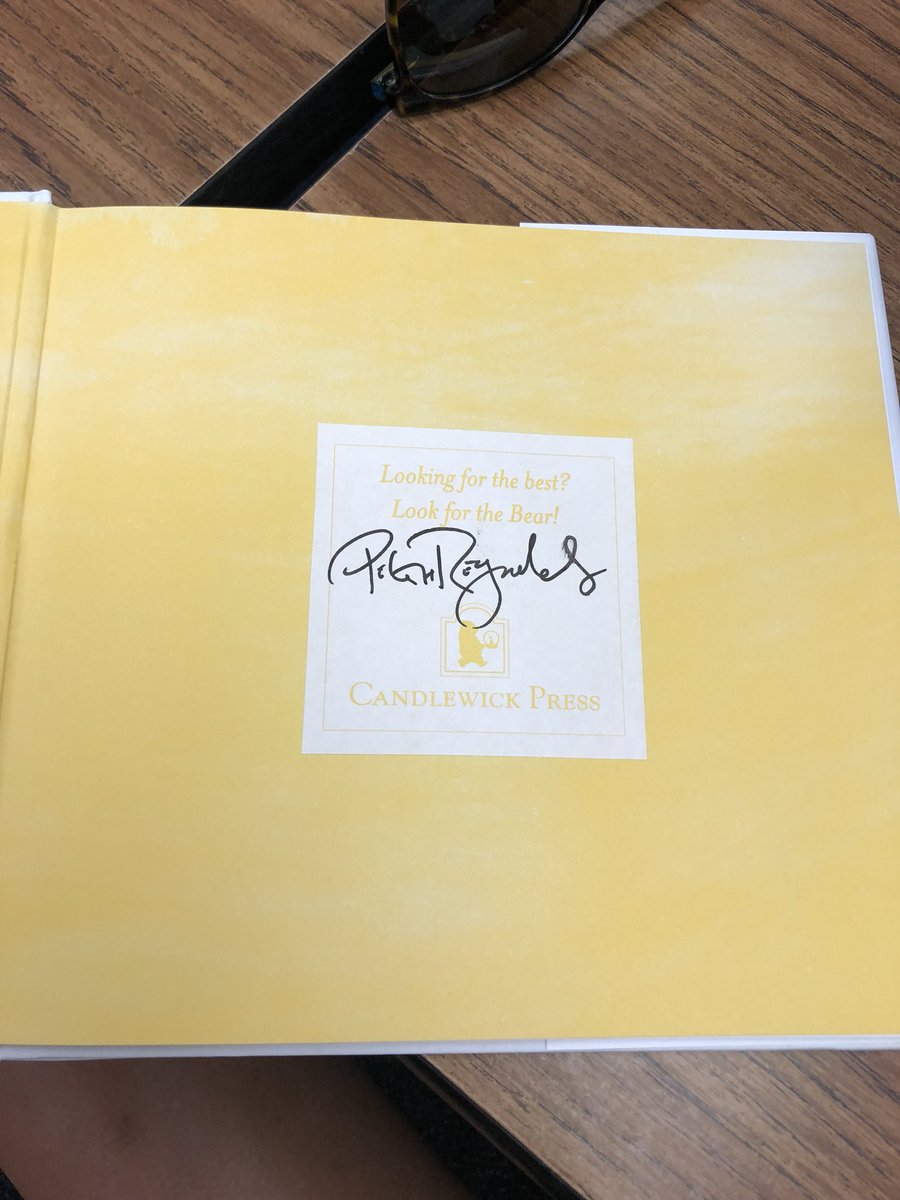 Looking for the best?
Look for the Bear!
Peter H Reynolds
CANDLEWICK PRESS